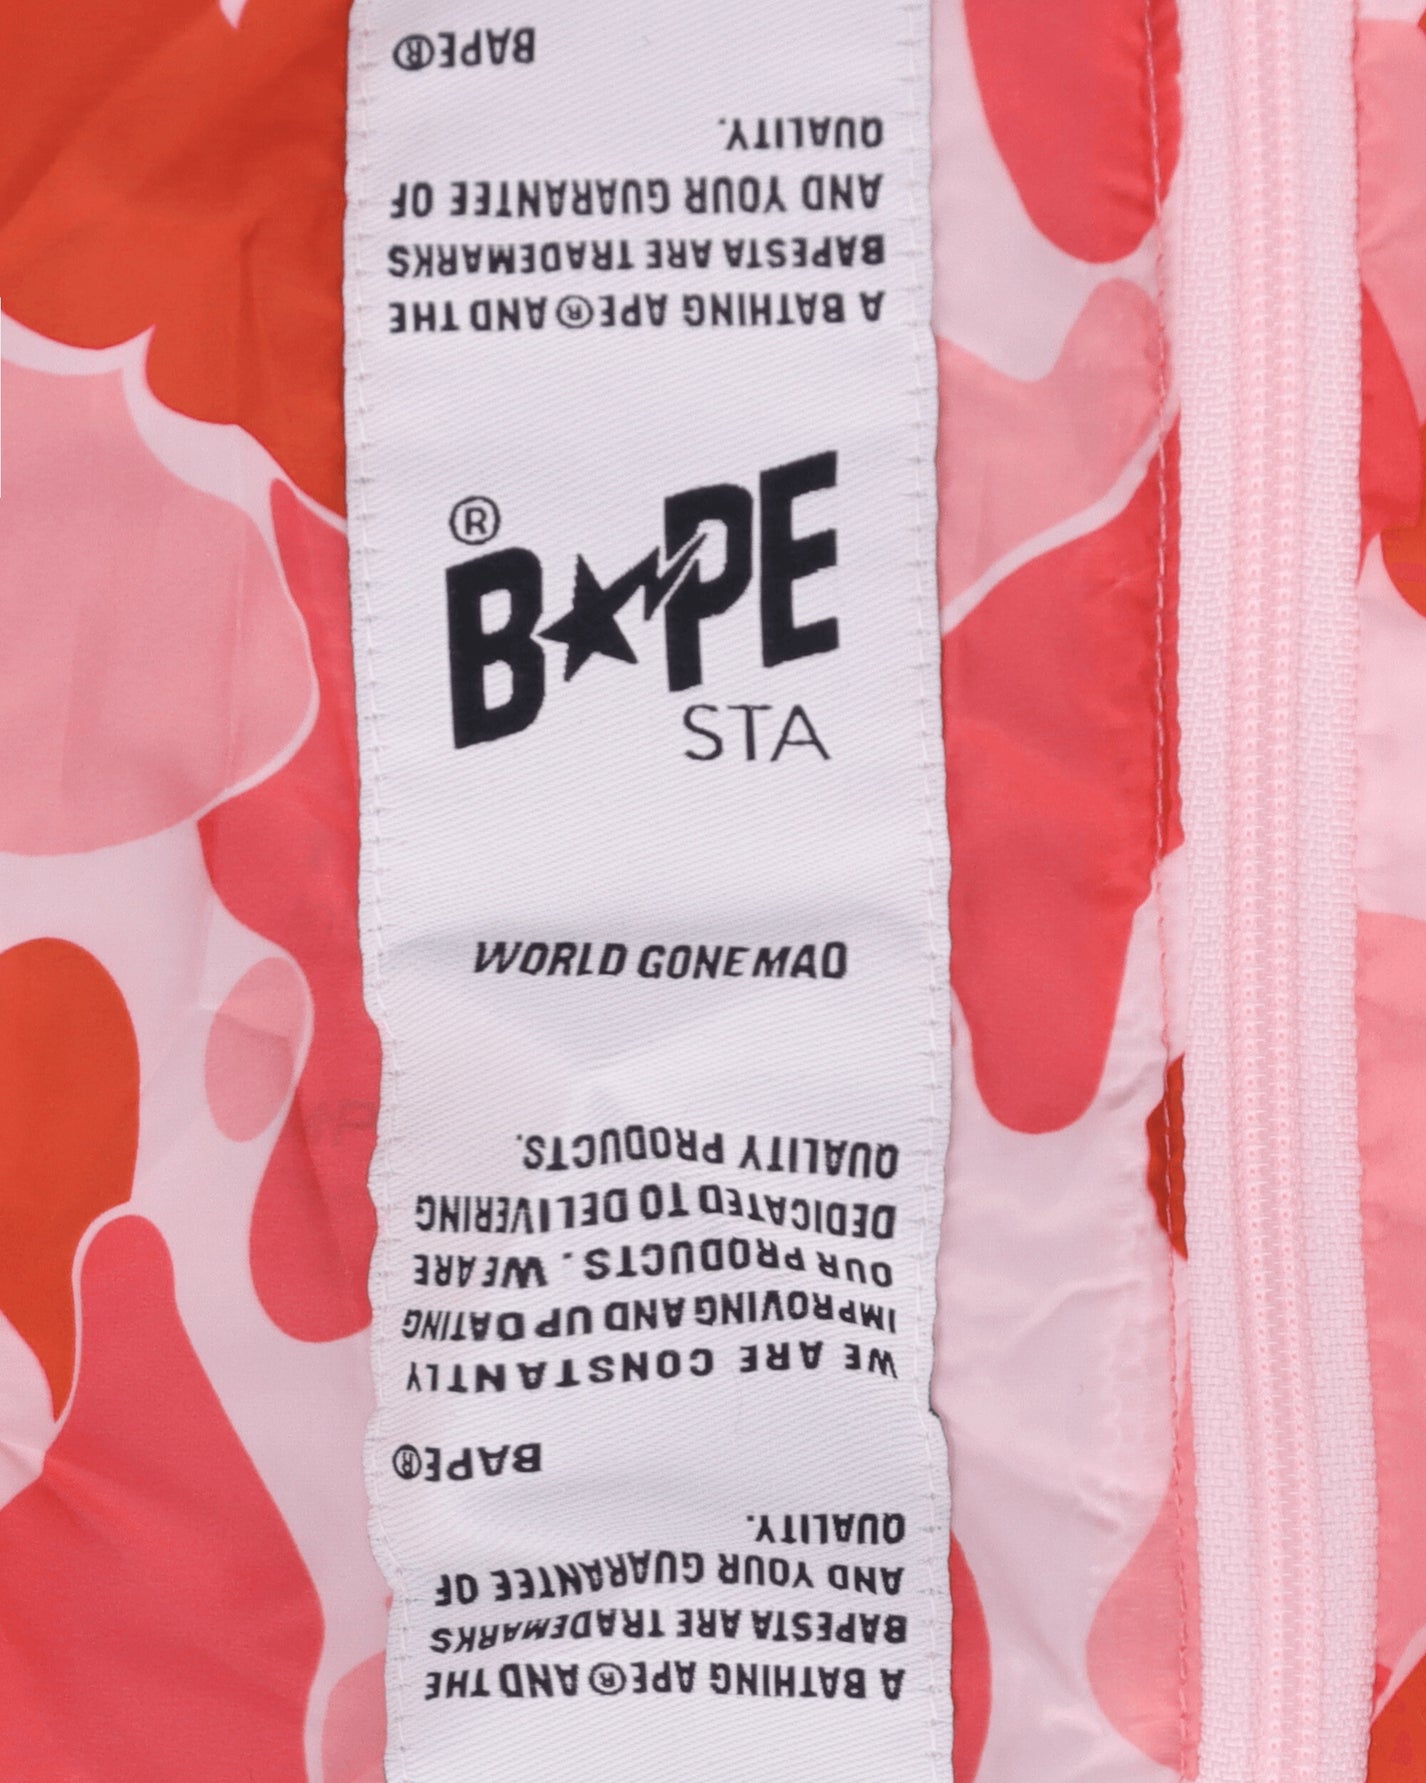 BAPE®
QUALITY.
AND YOUR GUARANTEE OF
BAPESTA ARE TRADEMARKS
A BATHING APE® AND THE
®
BAPE
STA
WORLD GONE MAD
QUALITY PRODUCTS.
DEDICATED TO DELIVERING
OUR PRODUCTS. WE ARE
IMPROVING AND UP DATING
WE ARE CONSTANTLY
BAPE®
QUALITY.
AND YOUR GUARANTEE OF
BAPESTA ARE TRADEMARKS
A BATHING APE® AND THE